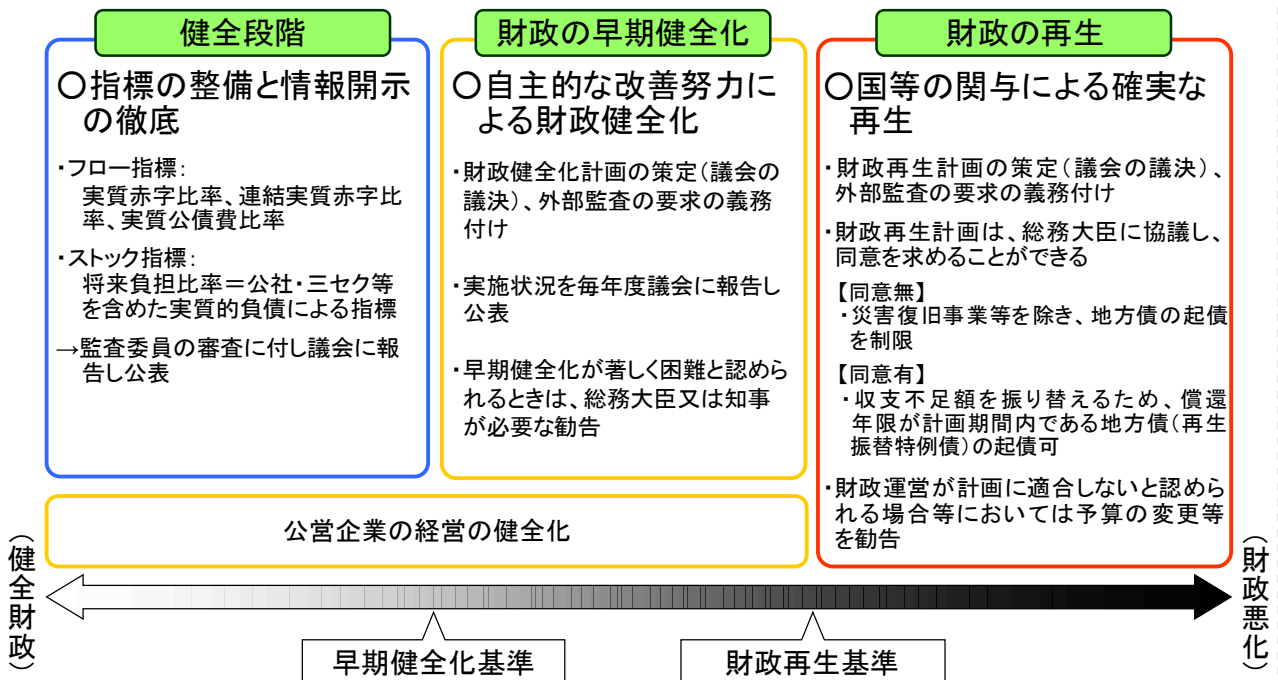 健全段階
〇指標の整備と情報開示
の徹底
・フロー指標：
実質赤字比率、連結実質赤字比
率、実質公債費比率
・ストック指標：
将来負担比率＝公社・三セク等
を含めた実質的負債による指標
→監査委員の審査に付し議会に報
告し公表
財政の早期健全化
〇自主的な改善努力に
よる財政健全化
・財政健全化計画の策定（議会の
議決）、外部監査の要求の義務
付け
・実施状況を毎年度議会に報告し
公表
・早期健全化が著しく困難と認めら
れるときは、総務大臣又は知事
が必要な勧告
財政の再生
〇国等の関与による確実な
再生
・財政再生計画の策定（議会の議決）、
外部監査の要求の義務付け
・財政再生計画は、総務大臣に協議し、
同意を求めることができる
【同意無】
・災害復旧事業等を除き、地方債の起債
を制限
【同意有】
・収支不足額を振り替えるため、償還
年限が計画期間内である地方債（再生
振替特例債）の起債可
・財政運営が計画に適合しないと認めら
れる場合等においては予算の変更等
を勧告
公営企業の経営の健全化
（健全財政）
（財政悪化）
早期健全化基準
財政再生基準